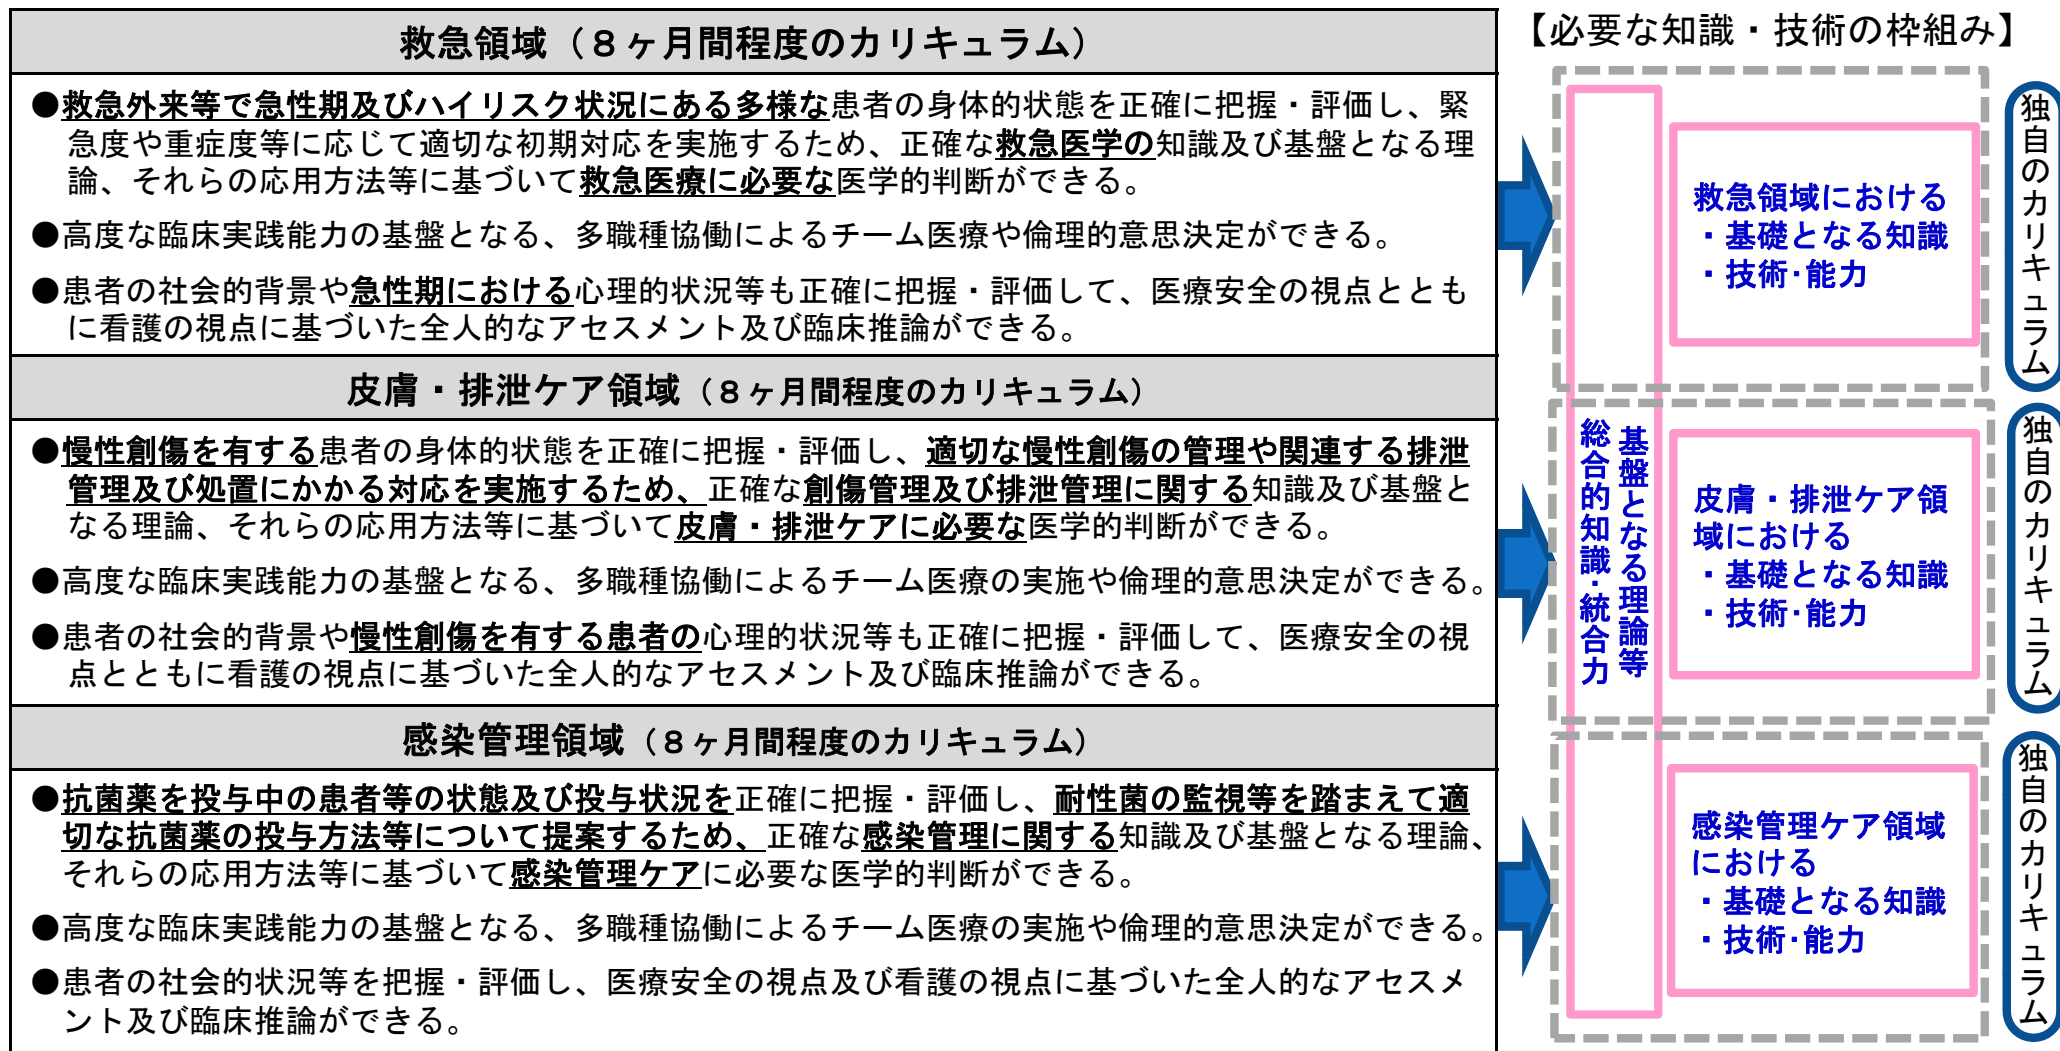 救急領域（８ヶ月間程度のカリキュラム）
●救急外来等で急性期及びハイリスク状況にある多様な患者の身体的状態を正確に把握・評価し、緊
急度や重症度等に応じて適切な初期対応を実施するため、正確な救急医学の知識及び基盤となる理
論、それらの応用方法等に基づいて救急医療に必要な医学的判断ができる。
●高度な臨床実践能力の基盤となる、多職種協働によるチーム医療や倫理的意思決定ができる。
●患者の社会的背景や急性期における心理的状況等も正確に把握・評価して、医療安全の視点ととも
に看護の視点に基づいた全人的なアセスメント及び臨床推論ができる。
皮膚・排泄ケア領域（８ヶ月間程度のカリキュラム）
●慢性創傷を有する患者の身体的状態を正確に把握・評価し、適切な慢性創傷の管理や関連する排泄
管理及び処置にかかる対応を実施するため、正確な創傷管理及び排泄管理に関する知識及び基盤と
なる理論、それらの応用方法等に基づいて皮膚・排泄ケアに必要な医学的判断ができる。
●高度な臨床実践能力の基盤となる、多職種協働によるチーム医療の実施や倫理的意思決定ができる。
●患者の社会的背景や慢性創傷を有する患者の心理的状況等も正確に把握・評価して、医療安全の視
点とともに看護の視点に基づいた全人的なアセスメント及び臨床推論ができる。
感染管理領域（８ヶ月間程度のカリキュラム）
●抗菌薬を投与中の患者等の状態及び投与状況を正確に把握・評価し、耐性菌の監視等を踏まえて適
切な抗菌薬の投与方法等について提案するため、正確な感染管理に関する知識及び基盤となる理論、
それらの応用方法等に基づいて感染管理ケアに必要な医学的判断ができる。
●高度な臨床実践能力の基盤となる、多職種協働によるチーム医療の実施や倫理的意思決定ができる。
●患者の社会的状況等を把握・評価し、医療安全の視点及び看護の視点に基づいた全人的なアセスメ
ント及び臨床推論ができる。
【必要な知識・技術の枠組み】
基盤となる理論等
総合的知識・統合力
救急領域における
・基礎となる知識
・技術・能力
独自のカリキュラム
皮膚・排泄ケア領
域における
・基礎となる知識
・技術・能力
独自のカリキュラム
感染管理ケア領域
における
・基礎となる知識
・技術・能力
独自のカリキュラム